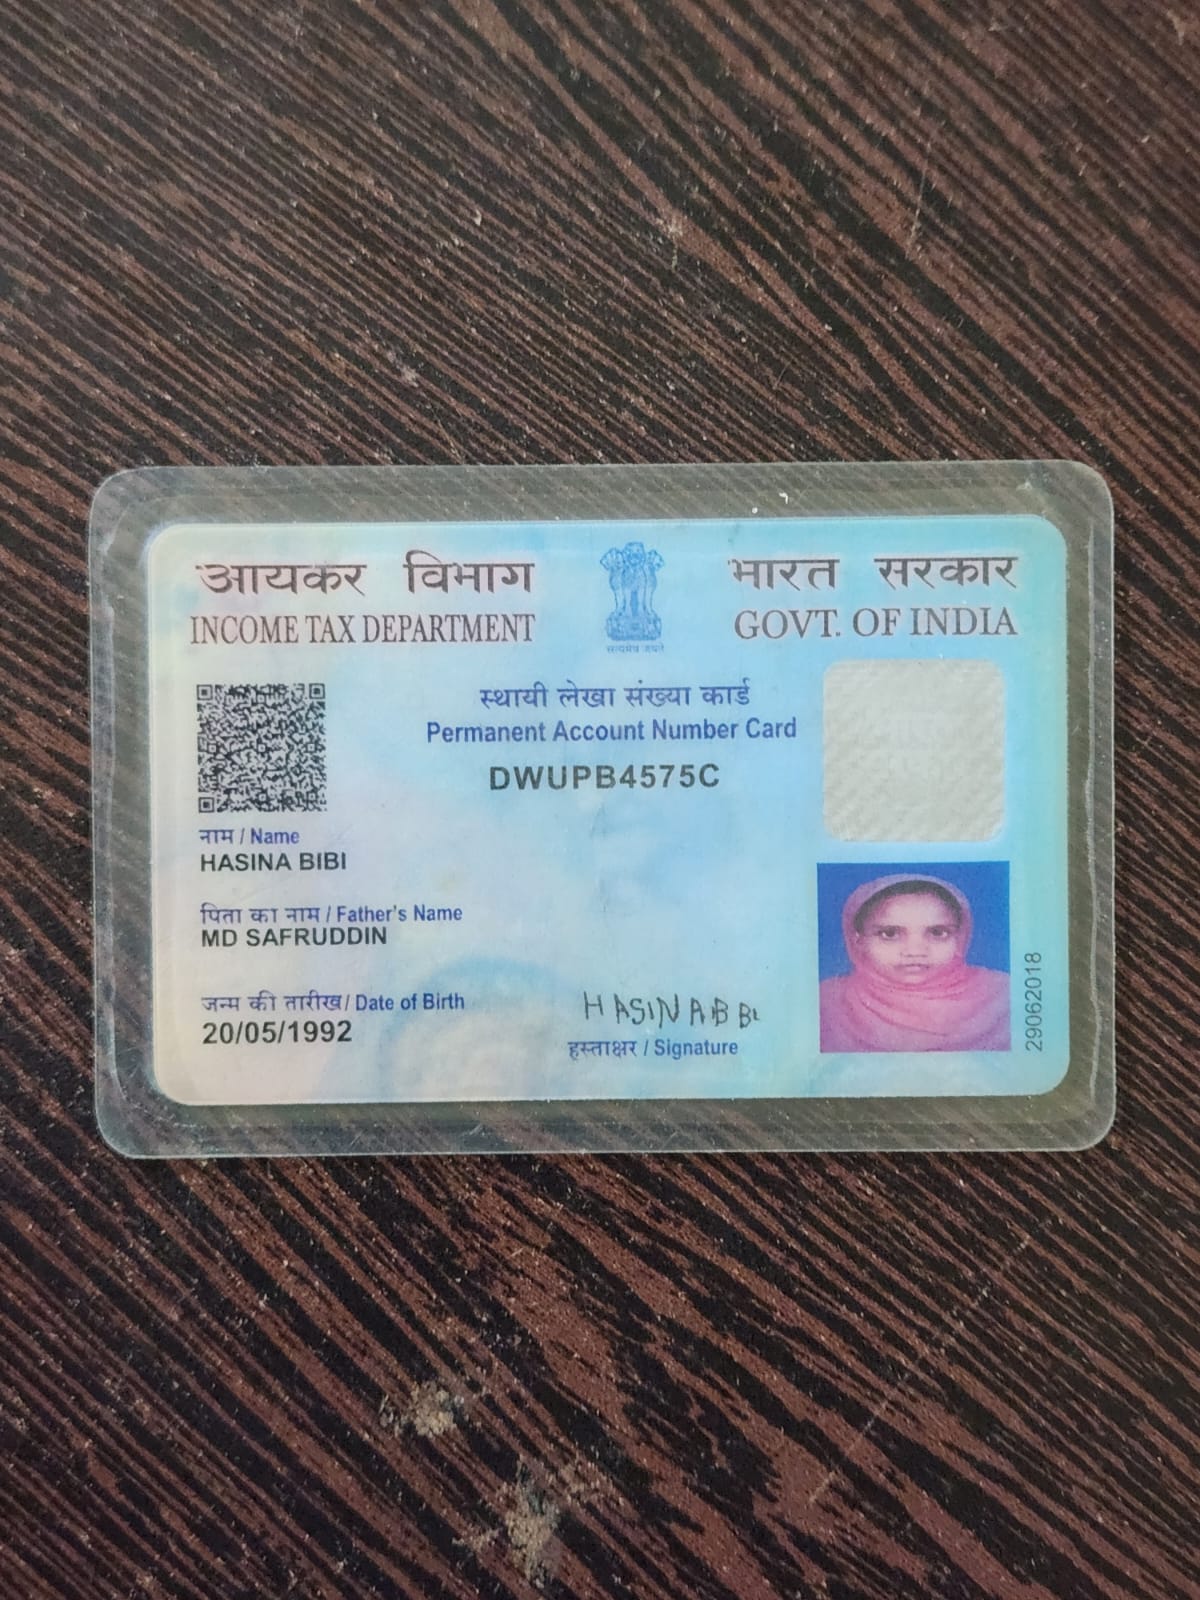 आयकर विभाग
INCOME TAX DEPARTMENT
भारत सरकार
GOVT. OF INDIA
सत्यमेव जयते
स्थायी लेखा संख्या कार्ड
Permanent Account Number Card
DWUPB4575C
नाम / Name
HASINA BIBI
पिता का नाम / Father's Name
MD SAFRUDDIN
जन्म की तारीख / Date of Birth
20/05/1992
HASINA B BI
हस्ताक्षर / Signature
29062018